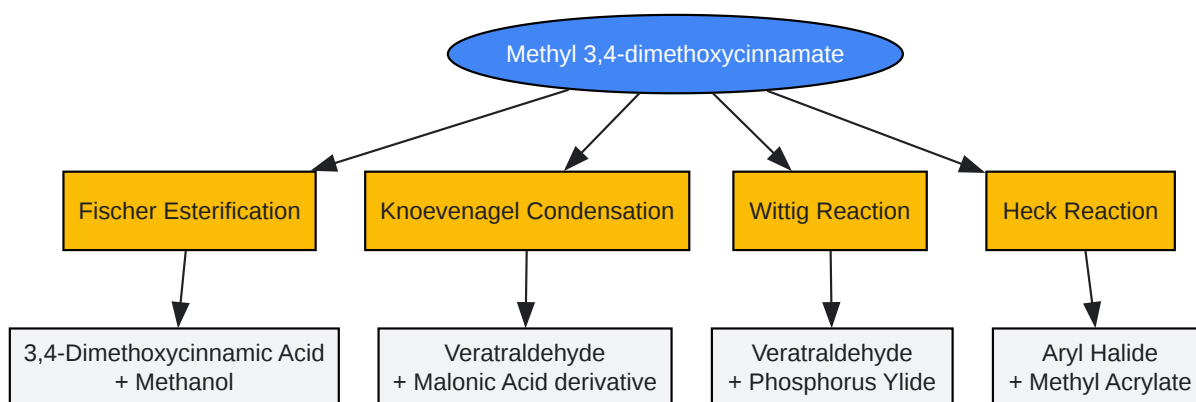 Methyl 3,4-dimethoxycinnamate
Fischer Esterification
Knoevenagel Condensation
Wittig Reaction
Heck Reaction
3,4-Dimethoxycinnamic Acid
+ Methanol
Veratraldehyde
+ Malonic Acid derivative
Veratraldehyde
+ Phosphorus Ylide
Aryl Halide
+ Methyl Acrylate